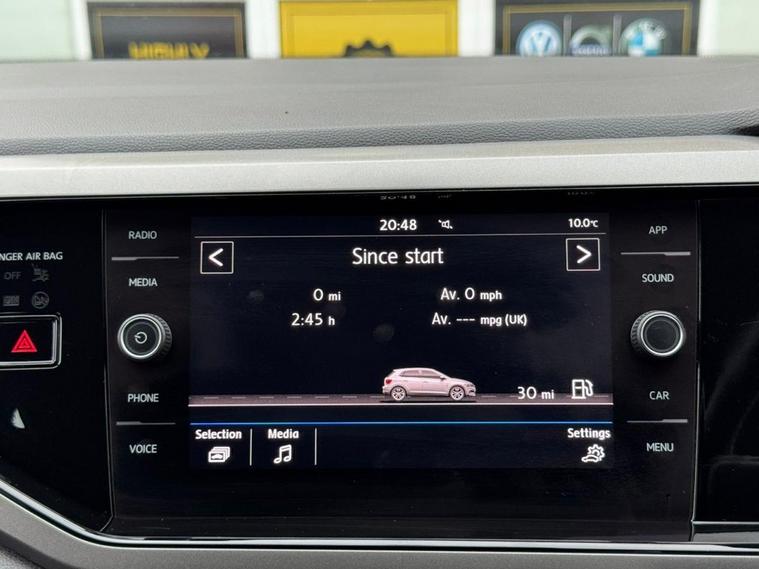 20:48 10.0°C
Since start
0 mi Av. 0 mph
2:45 h Av. --- mpg (UK)
30 mi
Selection Media Settings
RADIO
MEDIA
PHONE
VOICE
APP
SOUND
CAR
MENU
NGER AIR BAG
OFF